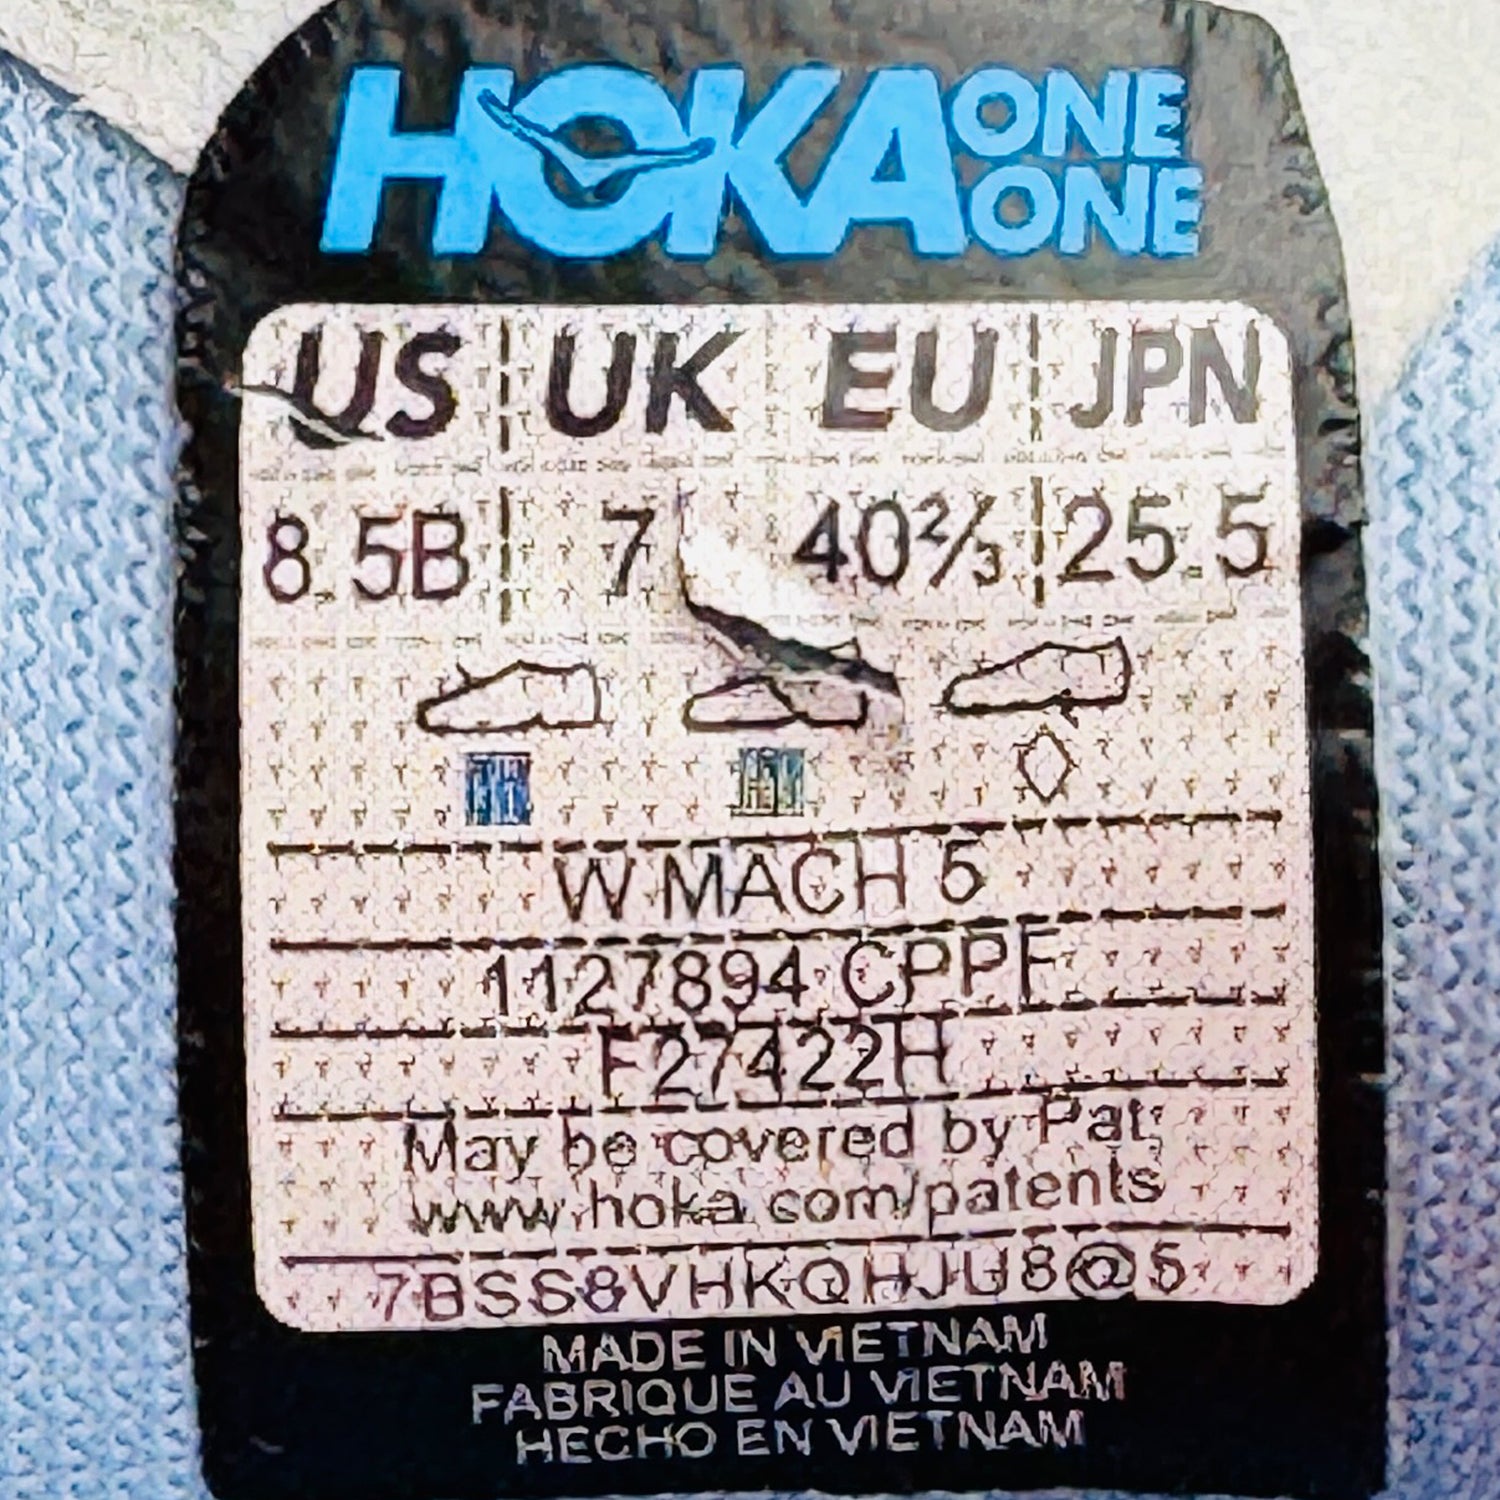 HOKA ONE ONE
US UK EU JPN
8.5B 7 40⅔ 25.5
W MACH 5
1127894 CPPF
F27422H
May be covered by Pat.
www.hoka.com/patents
7BSS&VHKQHJU8@5
MADE IN VIETNAM
FABRIQUE AU VIETNAM
HECHO EN VIETNAM